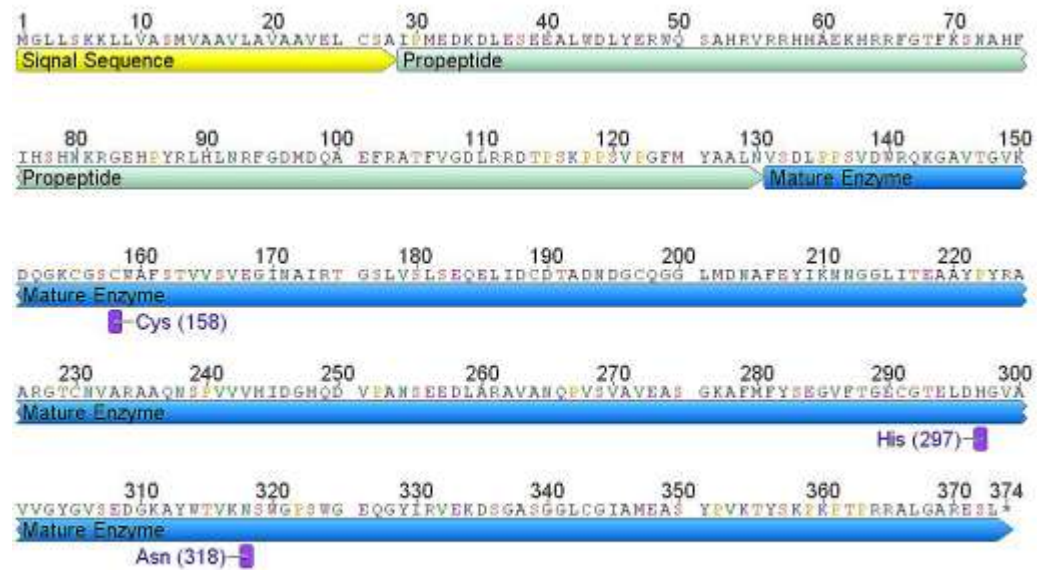 1 10 20 30 40 50 60 70
MGLLSKKLLVASMVAAVLAVAAVEL CSAIPMEDKDLESEEALWDLYERWQ SAHRVRRHHAEKHRRFGTFKSNAHF
Signal Sequence Propeptide
80 90 100 110 120 130 140 150
IHSHNKRGEHPYRLHLNRFGDMDQA EFRATFVGDLRRDTPSKPPSVPGFM YAALNVSDLPPSVDWRQKGAVTGVK
Propeptide Mature Enzyme
160 170 180 190 200 210 220
DQGKCGSCWAFSTVVSVEGINAIRT GSLVSLSEQELIDCDTADNDGCQGG LMDNAFEYIKNNGGLITEAAYPYRA
Mature Enzyme
Cys (158)
230 240 250 260 270 280 290 300
ARGTCNVARAAQNSPVVVHIDGHQD VPANSEEDLARAVANQPVSVAVEAS GKAFMFYSEGVFTGECGTELDHGVA
Mature Enzyme
His (297)
310 320 330 340 350 360 370 374
VVGYGVSEDGKAYWTVKNSWGPSWG EQGYIRVEKDSGASGGLCGIAMEAS YPVKTYSKPKPTPRRALGARESL*
Mature Enzyme
Asn (318)